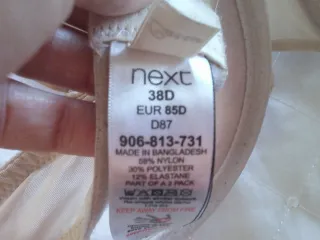 next
38D
EUR 85D
D87
906-813-731
MADE IN BANGLADESH
58% NYLON
30% POLYESTER
12% ELASTANE
PART OF A 2 PACK
KEEP AWAY FROM FIRE